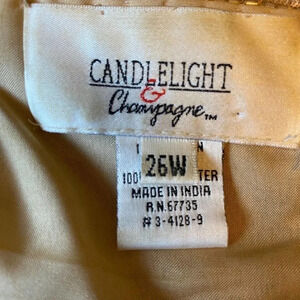 CANDLELIGHT
&
Champagne™
26W
MADE IN INDIA
R.N. 67735
# 3-4128-9